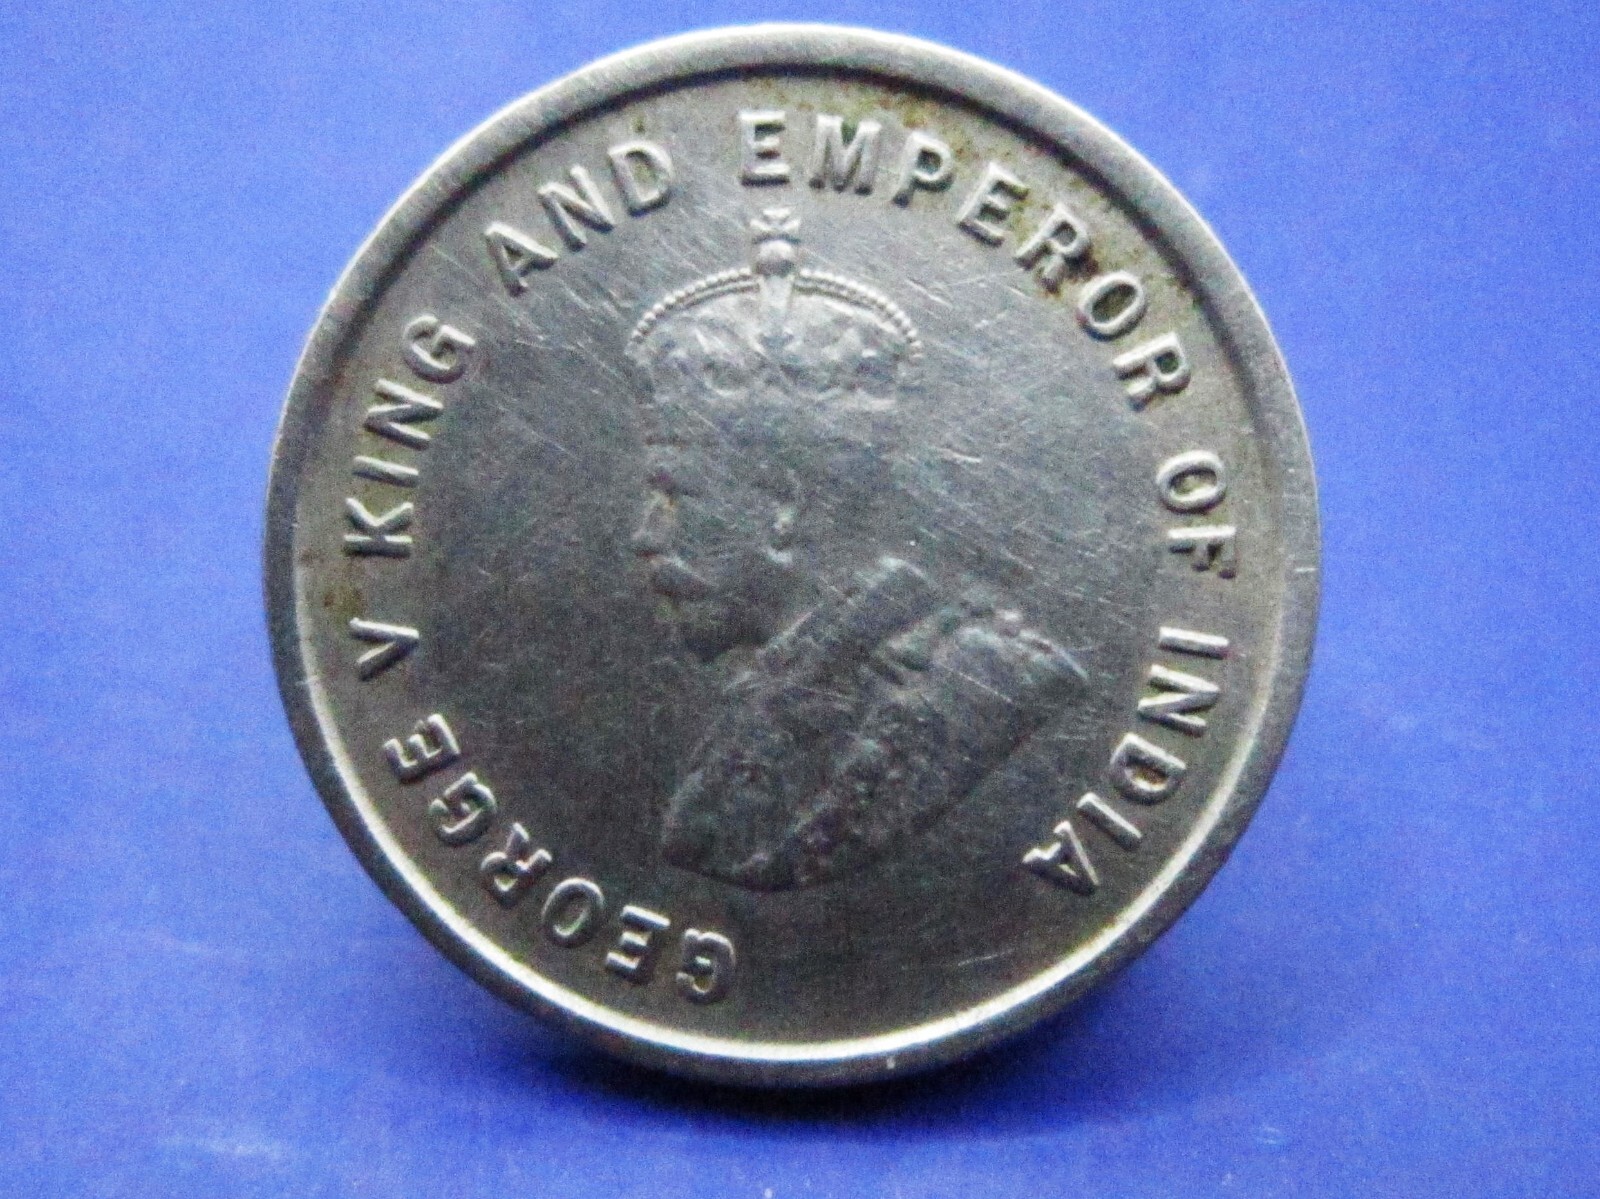 GEORGE V KING AND EMPEROR OF INDIA